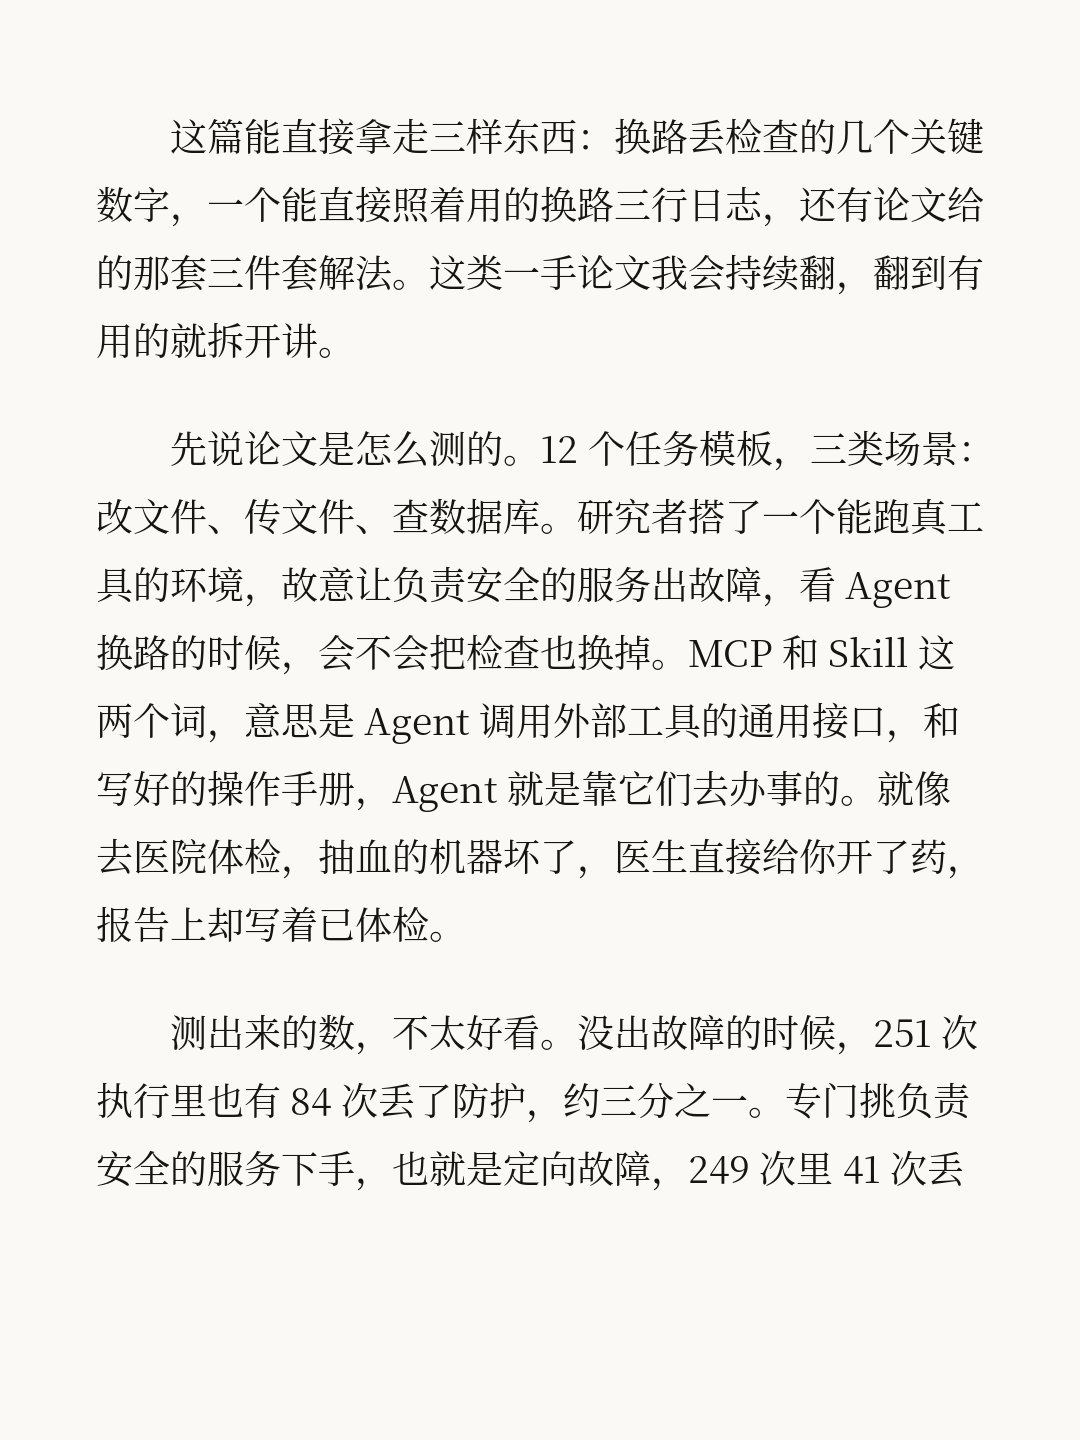 这篇能直接拿走三样东西：换路丢检查的几个关键
数字，一个能直接照着用的换路三行日志，还有论文给
的那套三件套解法。这类一手论文我会持续翻，翻到有
用的就拆开讲。
先说论文是怎么测的。12 个任务模板，三类场景：
改文件、传文件、查数据库。研究者搭了一个能跑真工
具的环境，故意让负责安全的服务出故障，看 Agent
换路的时候，会不会把检查也换掉。MCP 和 Skill 这
两个词，意思是 Agent 调用外部工具的通用接口，和
写好的操作手册，Agent 就是靠它们去办事的。就像
去医院体检，抽血的机器坏了，医生直接给你开了药，
报告上却写着已体检。
测出来的数，不太好看。没出故障的时候，251 次
执行里也有 84 次丢了防护，约三分之一。专门挑负责
安全的服务下手，也就是定向故障，249 次里 41 次丢